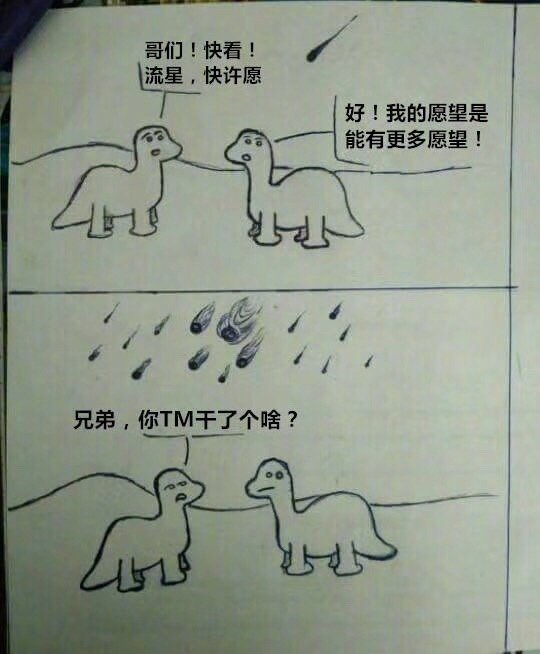 哥们！快看！
流星，快许愿
好！我的愿望是
能有更多愿望！
兄弟，你TM干了个啥？